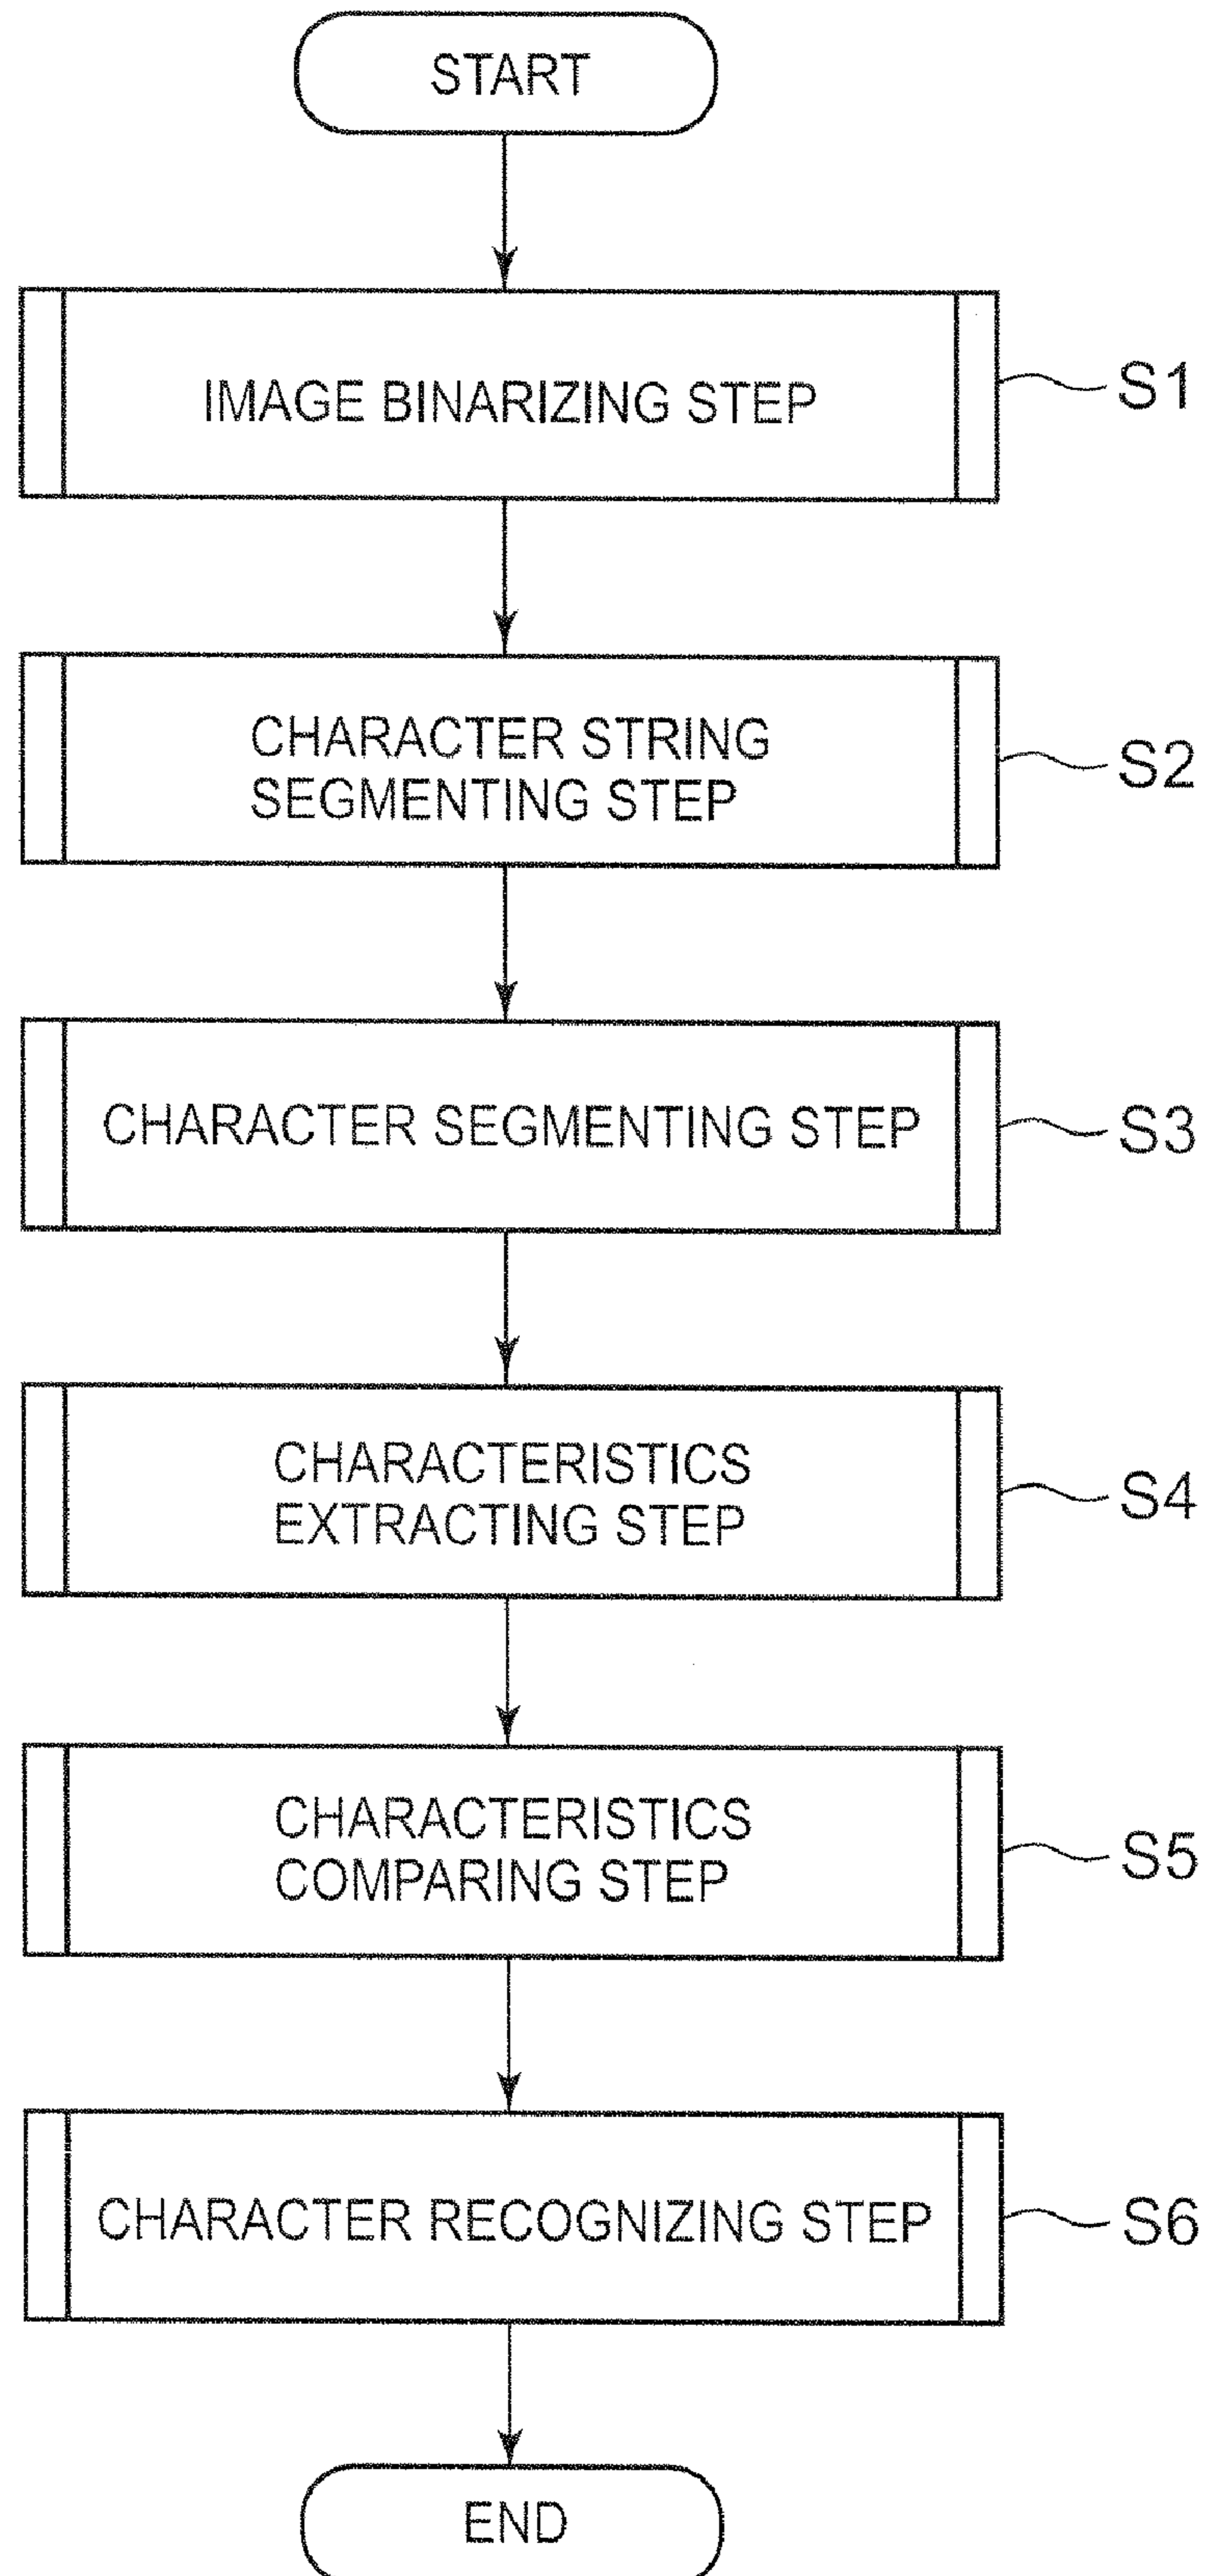 START
IMAGE BINARIZING STEP
S1
CHARACTER STRING
SEGMENTING STEP
S2
CHARACTER SEGMENTING STEP
S3
CHARACTERISTICS
EXTRACTING STEP
S4
CHARACTERISTICS
COMPARING STEP
S5
CHARACTER RECOGNIZING STEP
S6
END